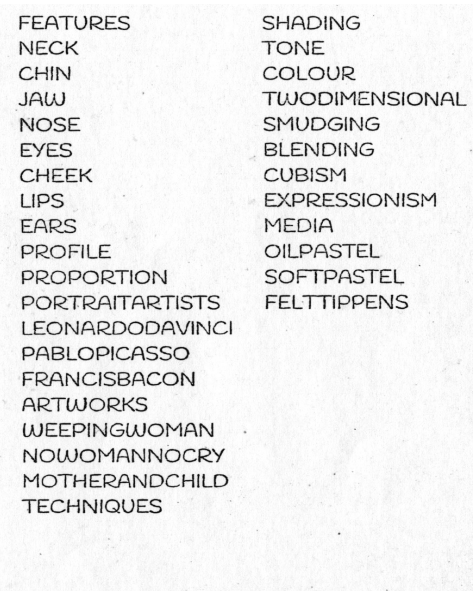 FEATURES
NECK
CHIN
JAW
NOSE
EYES
CHEEK
LIPS
EARS
PROFILE
PROPORTION
PORTRAITARTISTS
LEONARDODAVINCI
PABLOPICASSO
FRANCISBACON
ARTWORKS
WEEPINGWOMAN
NOWOMANNOCRY
MOTHERANDCHILD
TECHNIQUES
SHADING
TONE
COLOUR
TWODIMENSIONAL
SMUDGING
BLENDING
CUBISM
EXPRESSIONISM
MEDIA
OILPASTEL
SOFTPASTEL
FELTTIPPENS